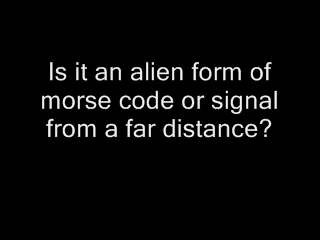 Is it an alien form of
morse code or signal
from a far distance?